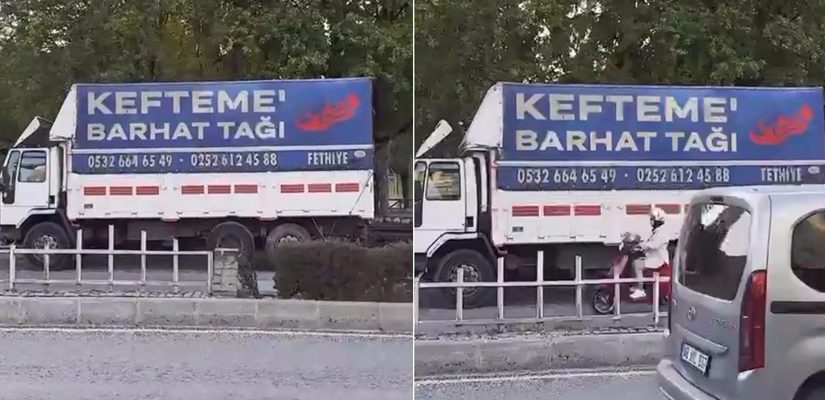 KEFTEME'
BARHAT TAĞI
0532 664 65 49 · 0252 612 45 88 FETHİYE
KEFTEME'
BARHAT TAĞI
0532 664 65 49 · 0252 612 45 88 FETHİYE